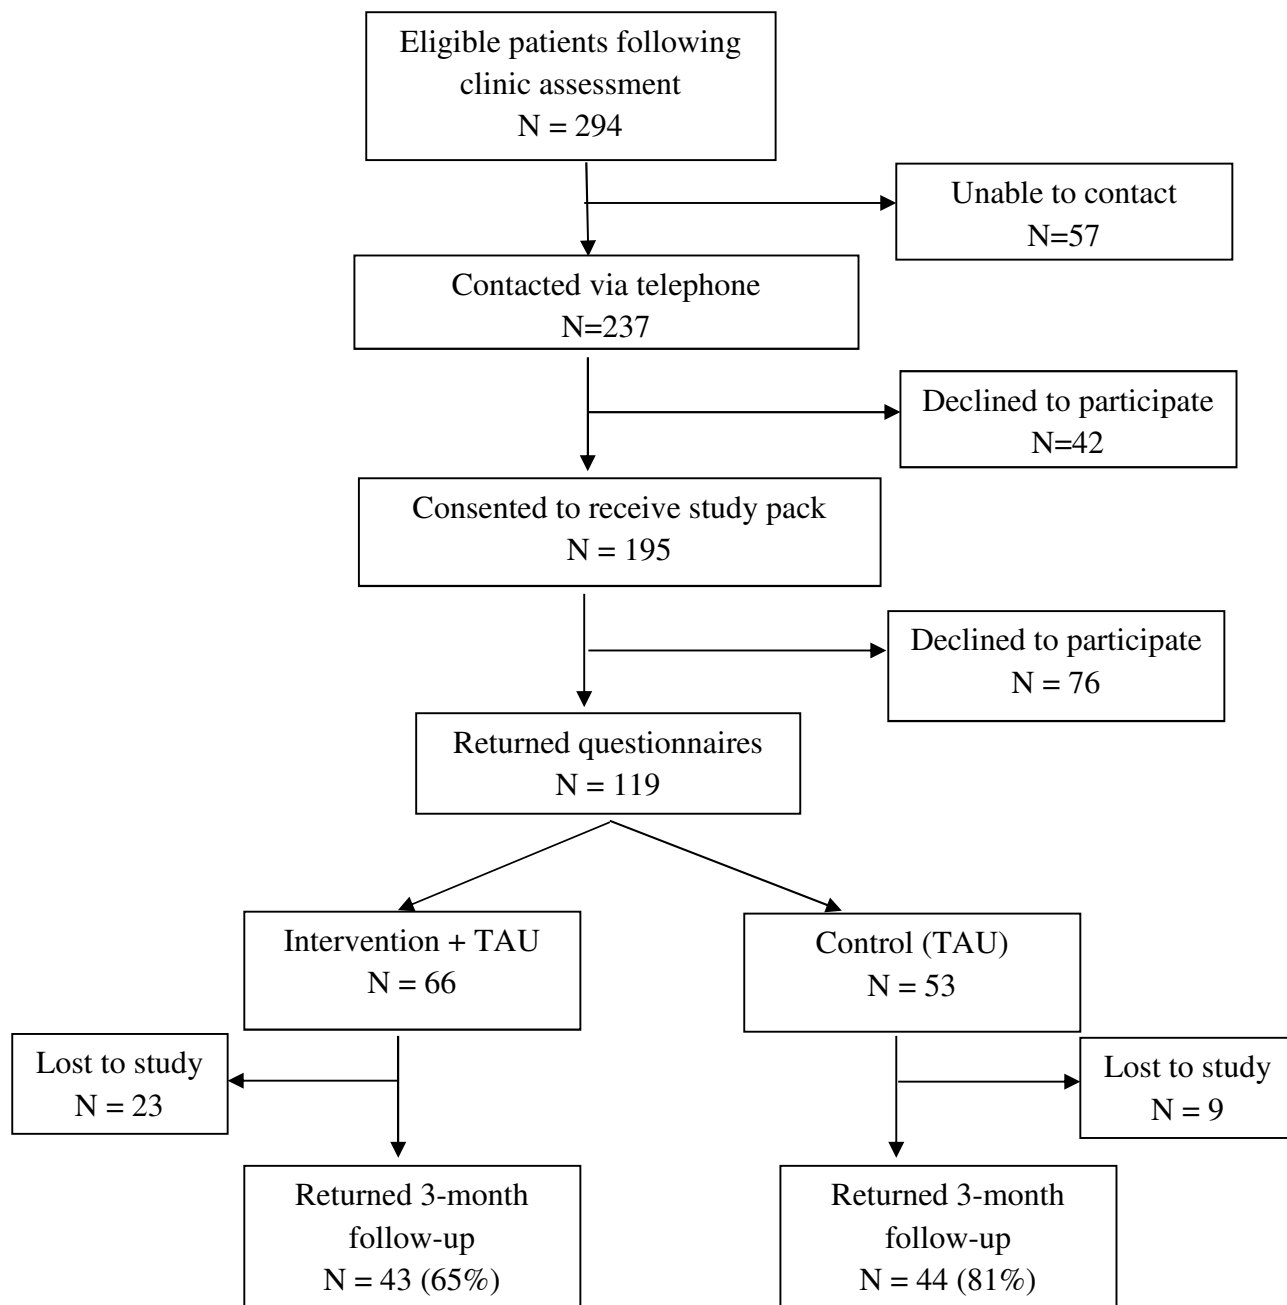 Eligible patients following
clinic assessment
N = 294
Unable to contact
N=57
Contacted via telephone
N=237
Declined to participate
N=42
Consented to receive study pack
N = 195
Declined to participate
N = 76
Returned questionnaires
N = 119
Intervention + TAU
N = 66
Control (TAU)
N = 53
Lost to study
N = 23
Lost to study
N = 9
Returned 3-month
follow-up
N = 43 (65%)
Returned 3-month
follow-up
N = 44 (81%)